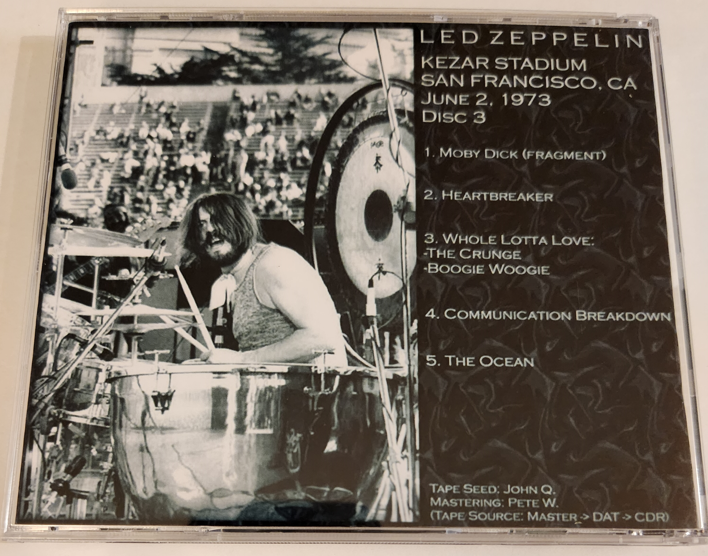 LED ZEPPELIN
KEZAR STADIUM
SAN FRANCISCO, CA
JUNE 2, 1973
DISC 3
1. MOBY DICK (FRAGMENT)
2. HEARTBREAKER
3. WHOLE LOTTA LOVE:
-THE CRUNGE
-BOOGIE WOOGIE
4. COMMUNICATION BREAKDOWN
5. THE OCEAN
TAPE SEED: JOHN Q.
MASTERING: PETE W.
(TAPE SOURCE: MASTER -> DAT -> CDR)